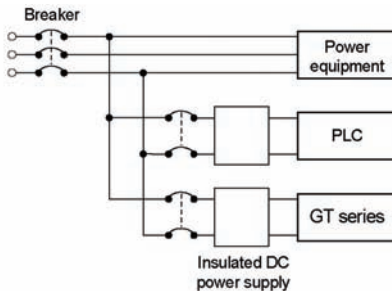 Breaker
Power
equipment
PLC
GT series
Insulated DC
power supply